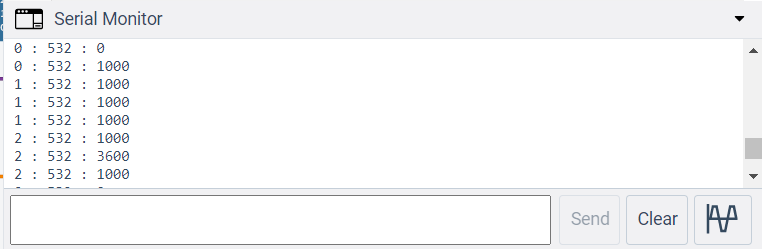 Serial Monitor
0 : 532 : 0
0 : 532 : 1000
1 : 532 : 1000
1 : 532 : 1000
1 : 532 : 1000
2 : 532 : 1000
2 : 532 : 3600
2 : 532 : 1000
Send
Clear